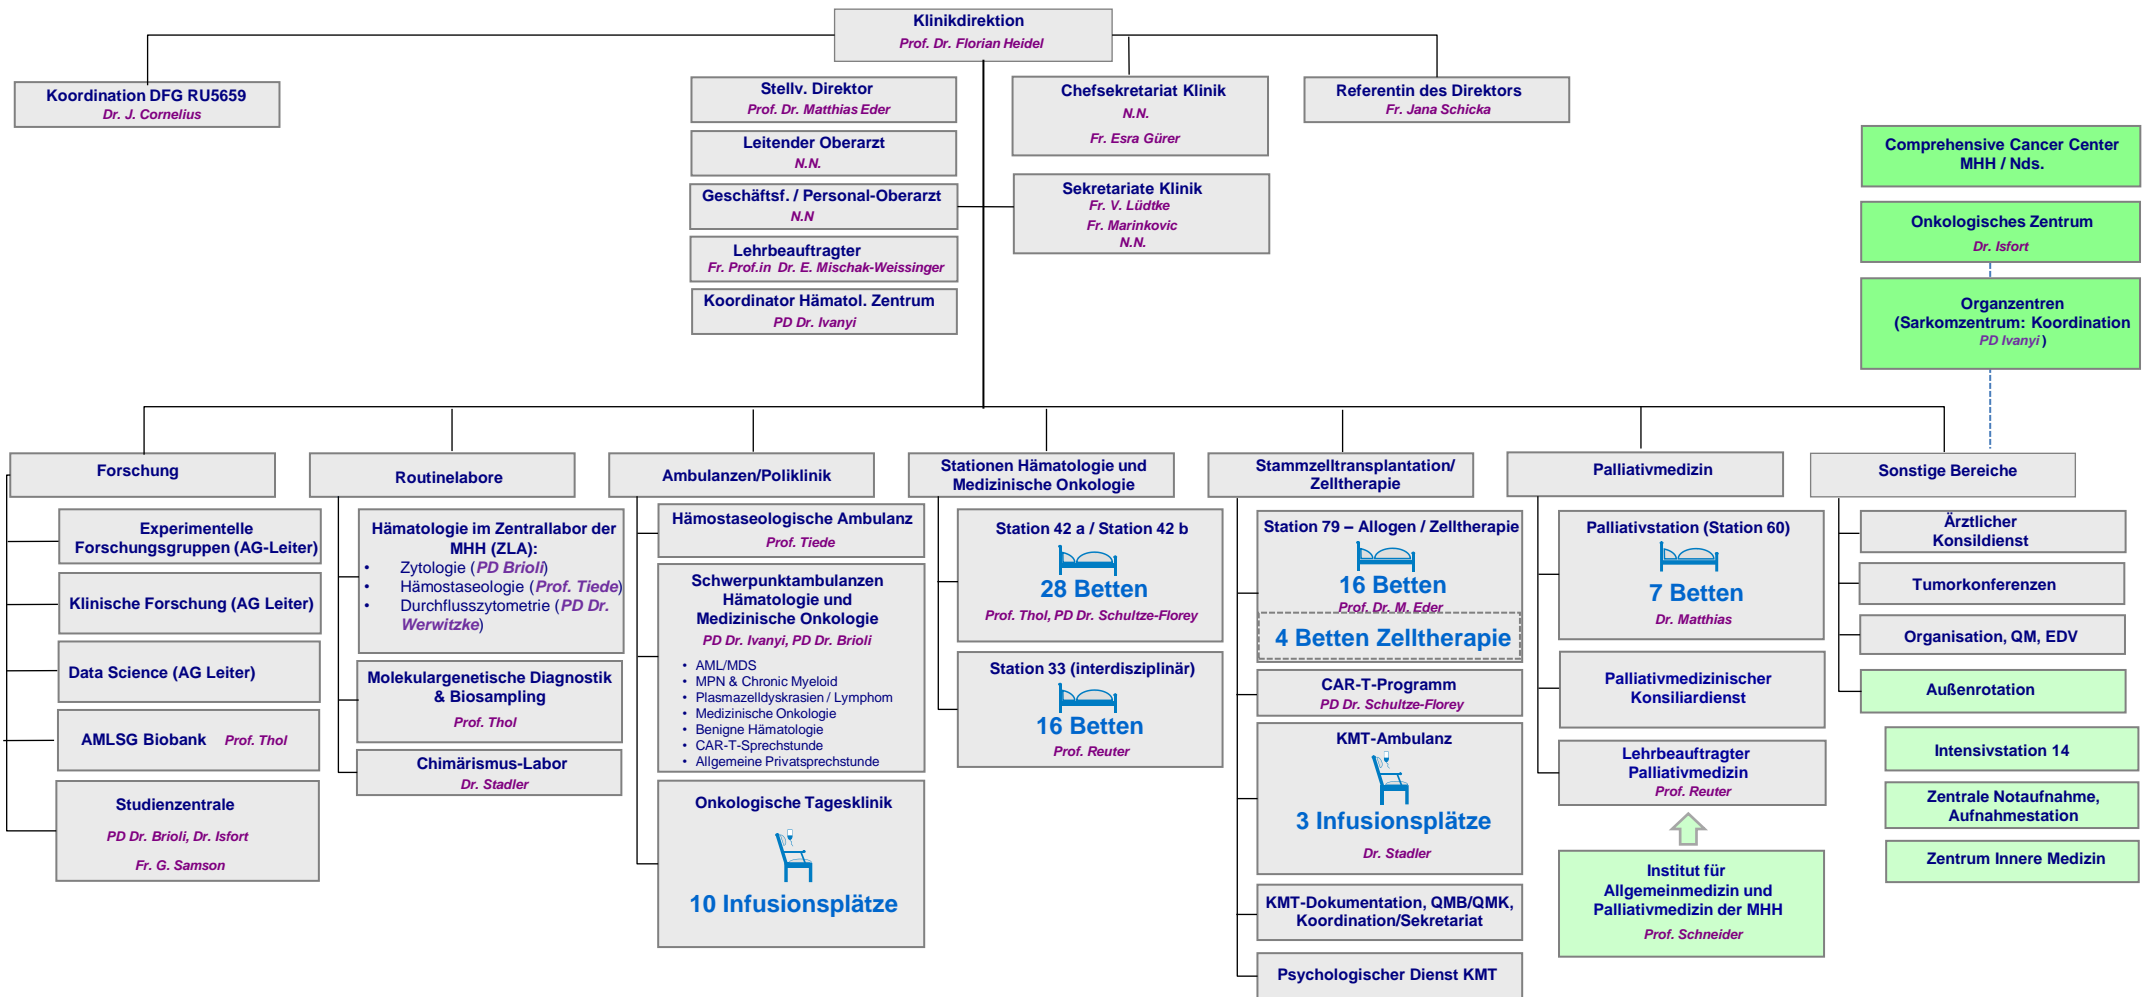 Klinikdirektion
Prof. Dr. Florian Heidel
Koordination DFG RU5659
Dr. J. Cornelius
Stellv. Direktor
Prof. Dr. Matthias Eder
Leitender Oberarzt
N.N.
Geschäftsf. / Personal-Oberarzt
N.N
Lehrbeauftragter
Fr. Prof.in Dr. E. Mischak-Weissinger
Koordinator Hämatol. Zentrum
PD Dr. Ivanyi
Chefsekretariat Klinik
N.N.
Fr. Esra Gürer
Sekretariate Klinik
Fr. V. Lüdtke
Fr. Marinkovic
N.N.
Referentin des Direktors
Fr. Jana Schicka
Comprehensive Cancer Center
MHH / Nds.
Onkologisches Zentrum
Dr. Isfort
Organzentren
(Sarkomzentrum: Koordination
PD Ivanyi )
Forschung
Experimentelle
Forschungsgruppen (AG-Leiter)
Klinische Forschung (AG Leiter)
Data Science (AG Leiter)
AMLSG Biobank Prof. Thol
Studienzentrale
PD Dr. Brioli, Dr. Isfort
Fr. G. Samson
Routinelabore
Hämatologie im Zentrallabor der
MHH (ZLA):
• Zytologie (PD Brioli)
• Hämostaseologie (Prof. Tiede)
• Durchflusszytometrie (PD Dr.
Werwitzke)
Molekulargenetische Diagnostik
& Biosampling
Prof. Thol
Chimärismus-Labor
Dr. Stadler
Ambulanzen/Poliklinik
Hämostaseologische Ambulanz
Prof. Tiede
Schwerpunktambulanzen
Hämatologie und
Medizinische Onkologie
PD Dr. Ivanyi, PD Dr. Brioli
• AML/MDS
• MPN & Chronic Myeloid
• Plasmazelldyskrasien / Lymphom
• Medizinische Onkologie
• Benigne Hämatologie
• CAR-T-Sprechstunde
• Allgemeine Privatsprechstunde
Onkologische Tagesklinik
10 Infusionsplätze
Stationen Hämatologie und
Medizinische Onkologie
Station 42 a / Station 42 b
28 Betten
Prof. Thol, PD Dr. Schultze-Florey
Station 33 (interdisziplinär)
16 Betten
Prof. Reuter
Stammzelltransplantation/
Zelltherapie
Station 79 – Allogen / Zelltherapie
16 Betten
Prof. Dr. M. Eder
4 Betten Zelltherapie
CAR-T-Programm
PD Dr. Schultze-Florey
KMT-Ambulanz
3 Infusionsplätze
Dr. Stadler
KMT-Dokumentation, QMB/QMK,
Koordination/Sekretariat
Psychologischer Dienst KMT
Palliativmedizin
Palliativstation (Station 60)
7 Betten
Dr. Matthias
Palliativmedizinischer
Konsiliardienst
Lehrbeauftragter
Palliativmedizin
Prof. Reuter
Institut für
Allgemeinmedizin und
Palliativmedizin der MHH
Prof. Schneider
Sonstige Bereiche
Ärztlicher
Konsildienst
Tumorkonferenzen
Organisation, QM, EDV
Außenrotation
Intensivstation 14
Zentrale Notaufnahme,
Aufnahmestation
Zentrum Innere Medizin